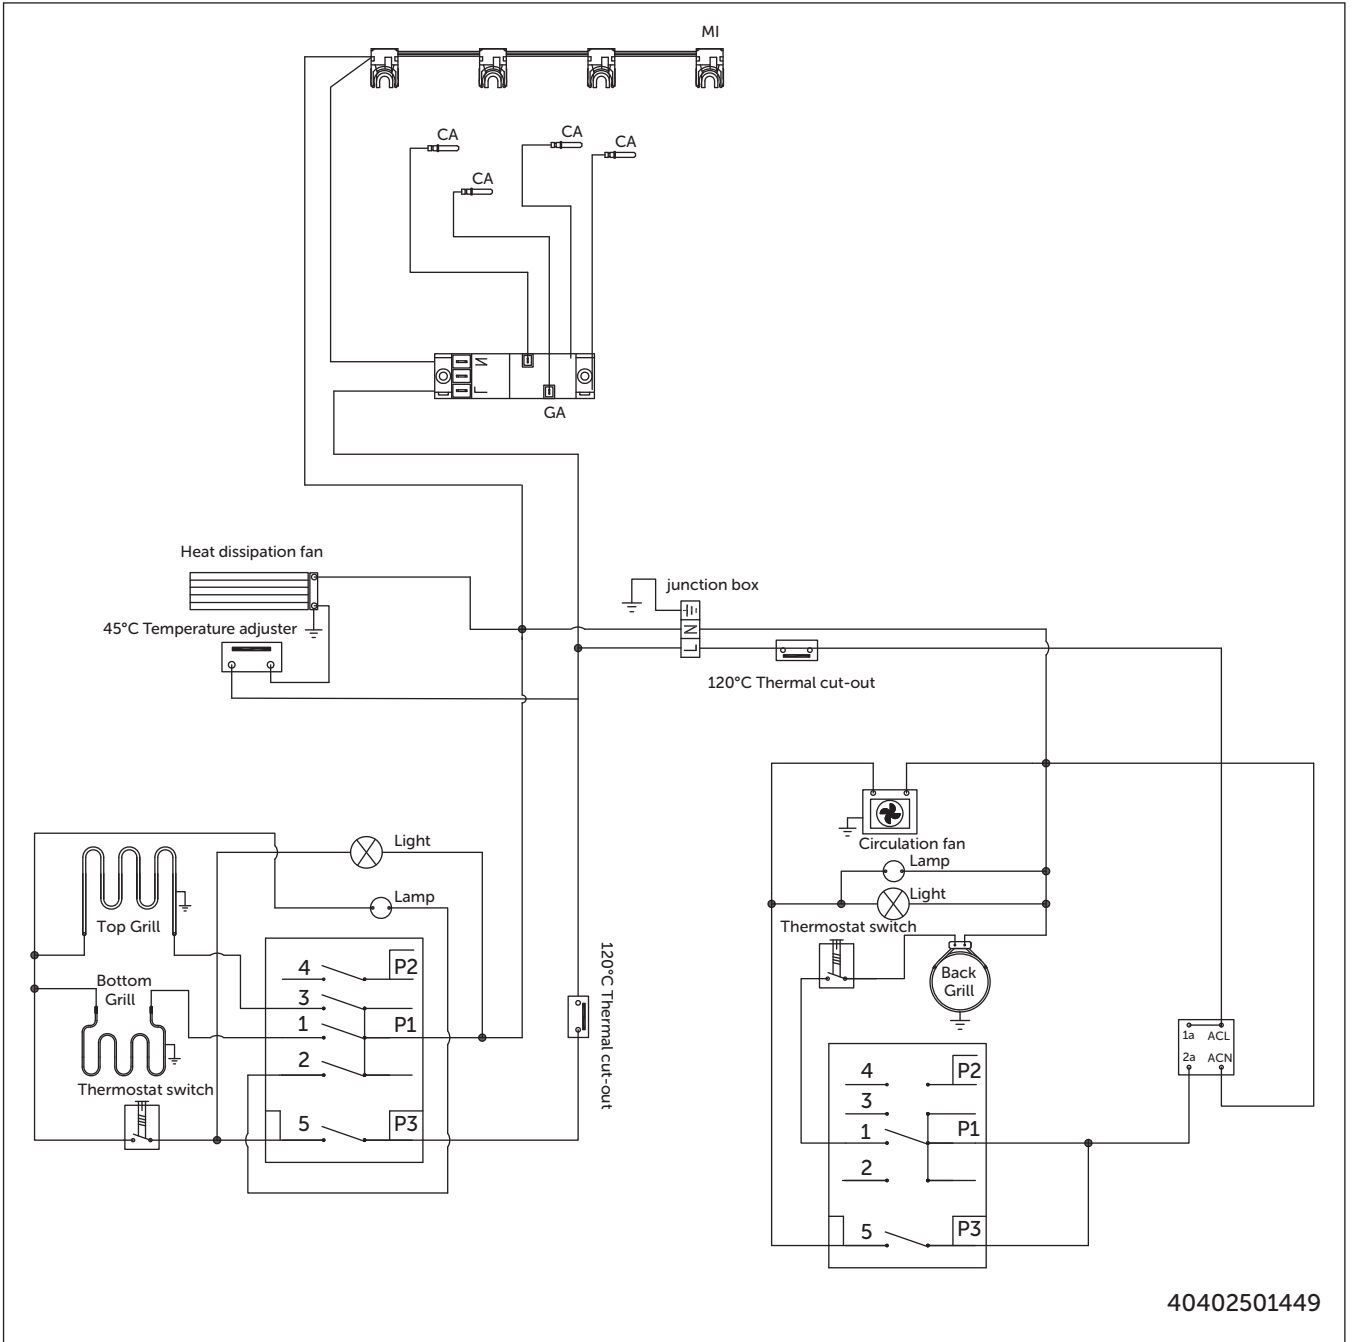 MI
CA
CA
CA
CA
N
L
GA
Heat dissipation fan
45°C Temperature adjuster
junction box
N
L
120°C Thermal cut-out
Light
Lamp
Top Grill
Bottom
Grill
Thermostat switch
4
P2
3
1
P1
2
5
P3
120°C Thermal cut-out
Circulation fan
Lamp
Light
Thermostat switch
Back
Grill
1a
ACL
2a
ACN
4
P2
3
1
P1
2
5
P3
40402501449